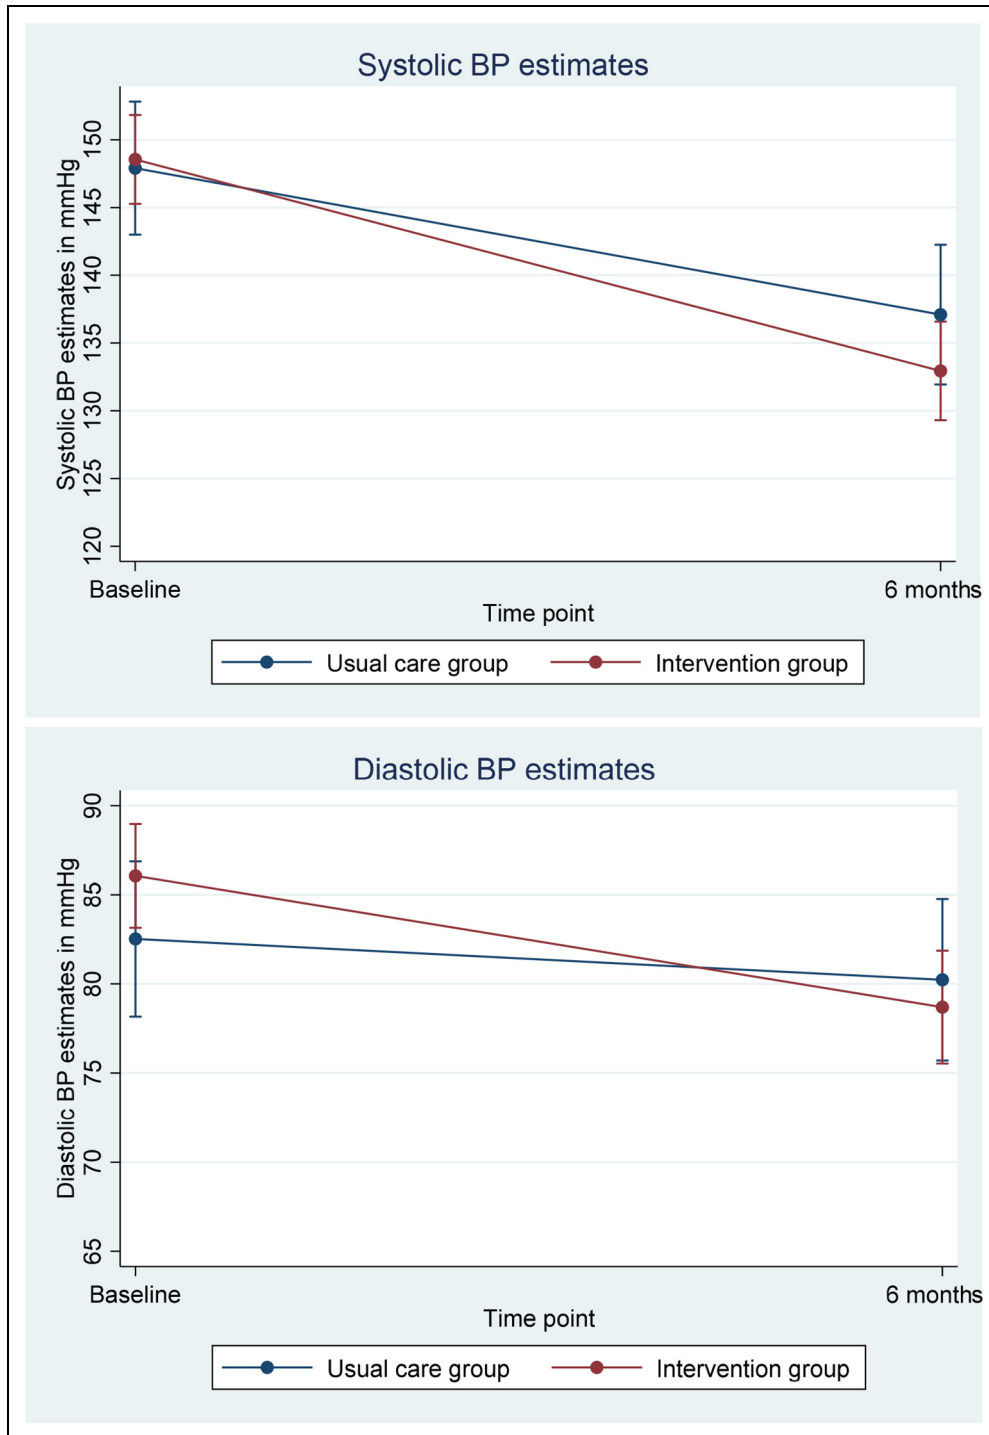 Systolic BP estimates
Systolic BP estimates in mmHg
150
145
140
135
130
125
120
Baseline
6 months
Time point
Usual care group
Intervention group
Diastolic BP estimates
Diastolic BP estimates in mmHg
90
85
80
75
70
65
Baseline
6 months
Time point
Usual care group
Intervention group